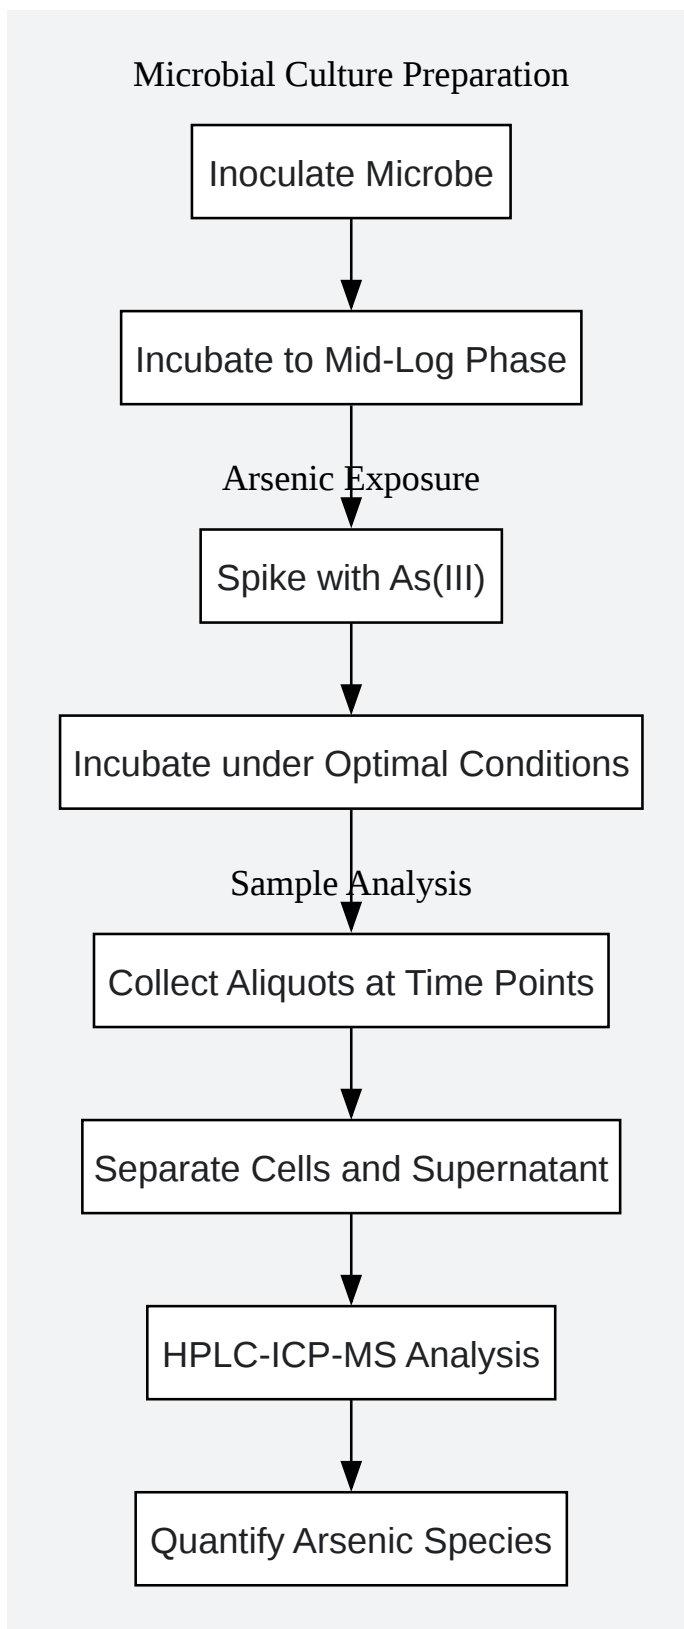 Microbial Culture Preparation
Inoculate Microbe
Incubate to Mid-Log Phase
Arsenic Exposure
Spike with As(III)
Incubate under Optimal Conditions
Sample Analysis
Collect Aliquots at Time Points
Separate Cells and Supernatant
HPLC-ICP-MS Analysis
Quantify Arsenic Species